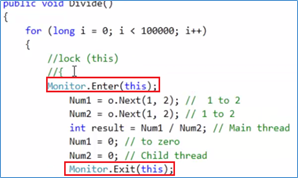 public void Divide()
{
for (long i = 0; i < 100000; i++)
{
//lock (this)
//{
Monitor.Enter(this);
Num1 = o.Next(1, 2); // 1 to 2
Num2 = o.Next(1, 2); // 1 to 2
int result = Num1 / Num2; // Main thread
Num1 = 0; // to zero
Num2 = 0; // Child thread
Monitor.Exit(this);